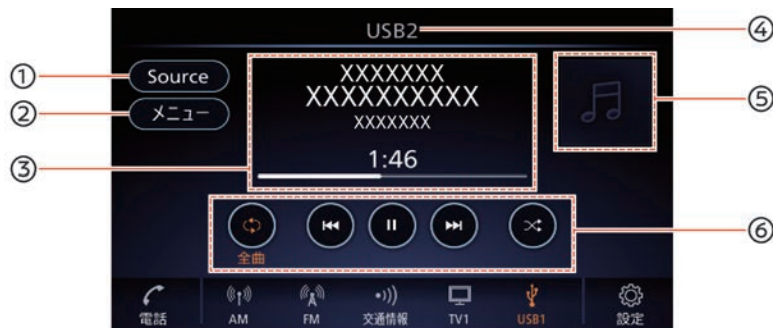 USB2
④
①
Source
②
メニュー
③
XXXXXXX
XXXXXXXXXX
XXXXXXX
1:46
⑤
全曲
⑥
電話
AM
FM
交通情報
TV1
USB1
設定